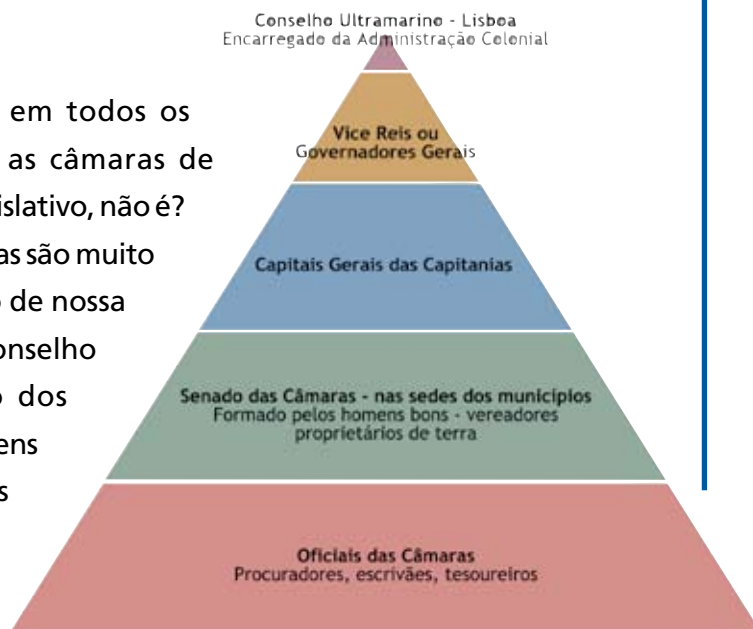 Conselho Ultramarino - Lisboa
Encarregado da Administração Colonial
em todos os
as câmaras de
islativo, não é?
as são muito
de nossa
onselho
dos
ens
s
Vice Reis ou
Governadores Gerais
Capitais Gerais das Capitanias
Senado das Câmaras - nas sedes dos municípios
Formado pelos homens bons - vereadores
proprietários de terra
Oficiais das Câmaras
Procuradores, escrivães, tesoureiros